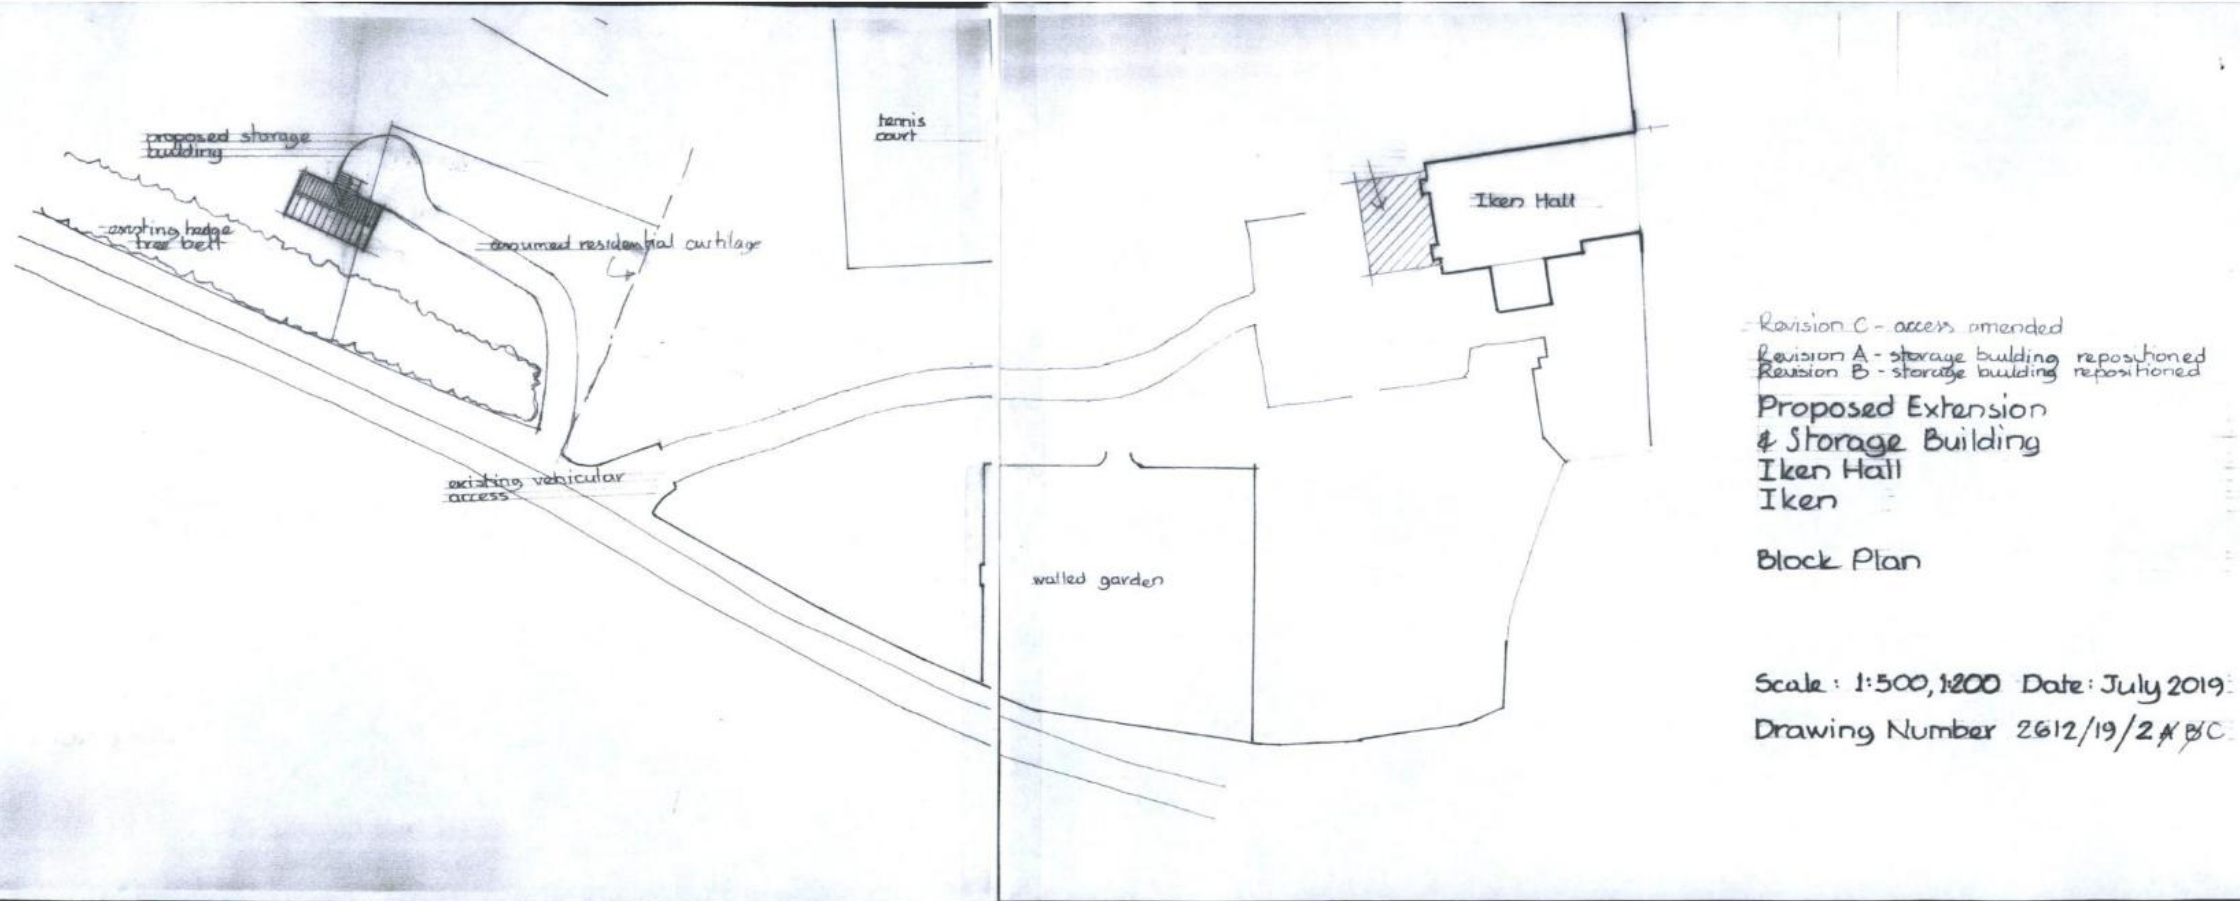 proposed storage
building
existing hedge
tree belt
assumed residential curtilage
existing vehicular
access
tennis
court
walled garden
Iken Hall
Revision C - access amended
Revision A - storage building repositioned
Revision B - storage building repositioned
Proposed Extension
& Storage Building
Iken Hall
Iken
Block Plan
Scale: 1:500, 1:200 Date: July 2019
Drawing Number 2612/19/2 A B C